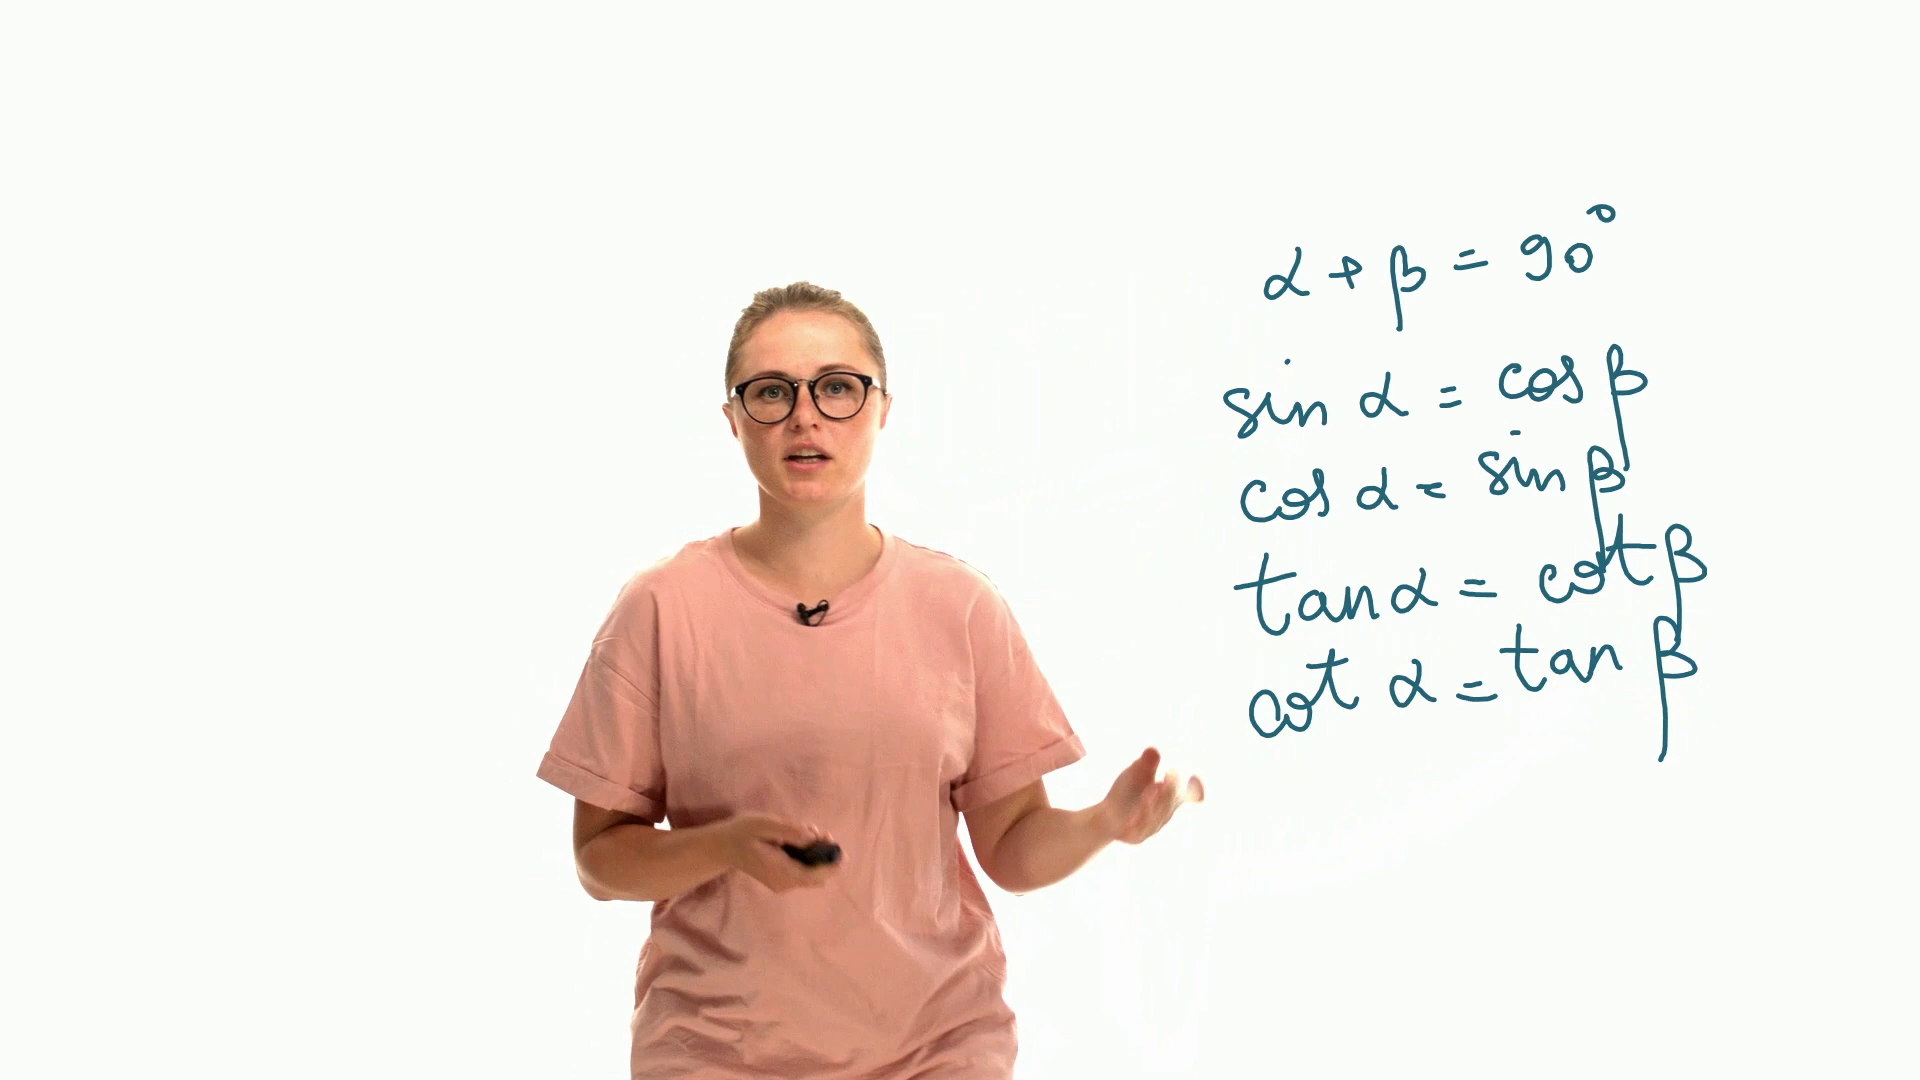 α + β = 90°
sin α = cos β
cos α = sin β
tan α = cot β
cot α = tan β